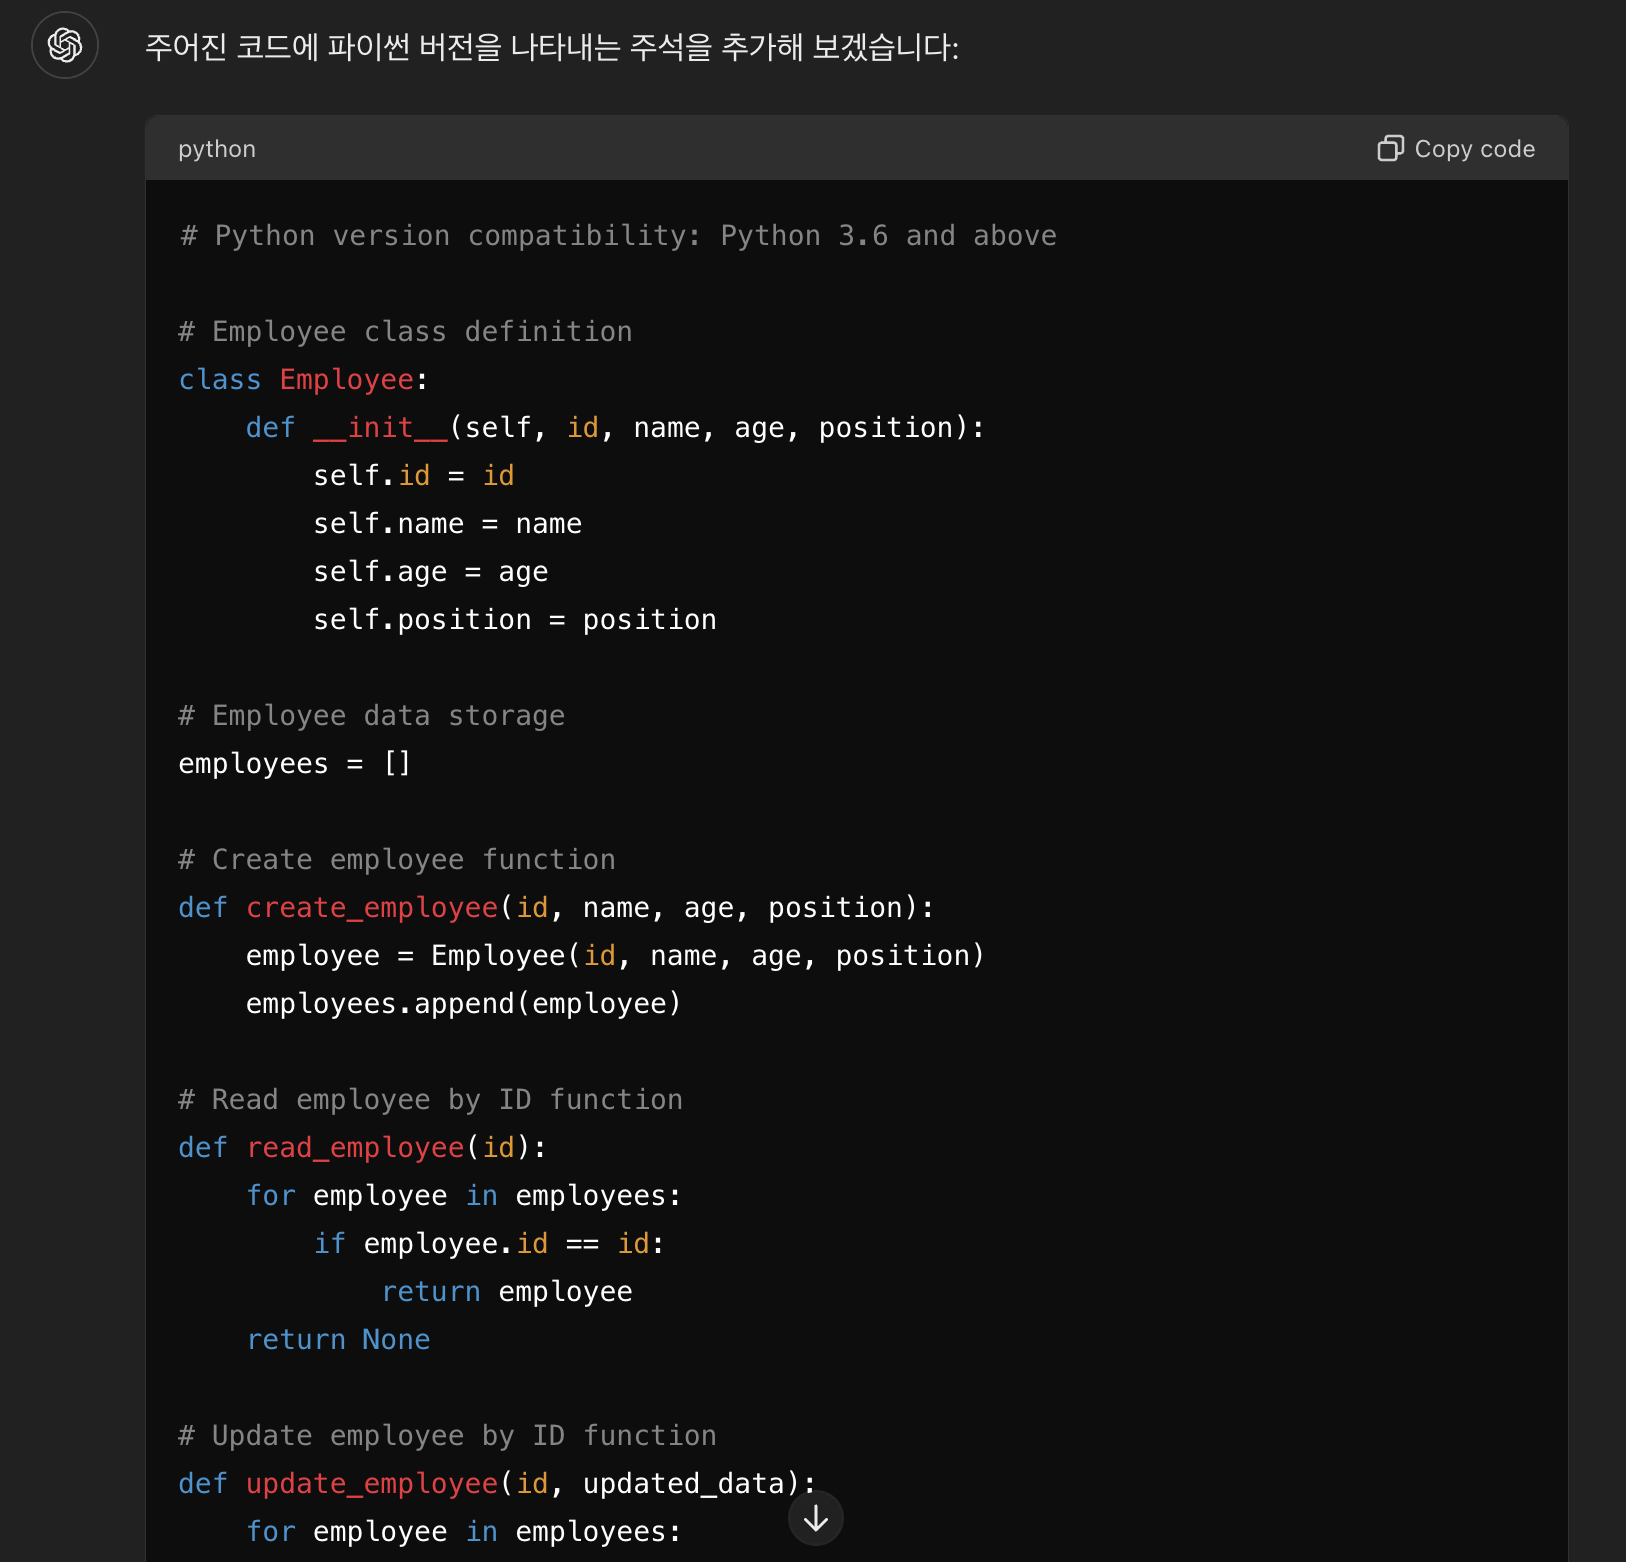 주어진 코드에 파이썬 버전을 나타내는 주석을 추가해 보겠습니다:
python
Copy code
# Python version compatibility: Python 3.6 and above
# Employee class definition
class Employee:
    def __init__(self, id, name, age, position):
        self.id = id
        self.name = name
        self.age = age
        self.position = position
# Employee data storage
employees = []
# Create employee function
def create_employee(id, name, age, position):
    employee = Employee(id, name, age, position)
    employees.append(employee)
# Read employee by ID function
def read_employee(id):
    for employee in employees:
        if employee.id == id:
            return employee
    return None
# Update employee by ID function
def update_employee(id, updated_data):
    for employee in employees: